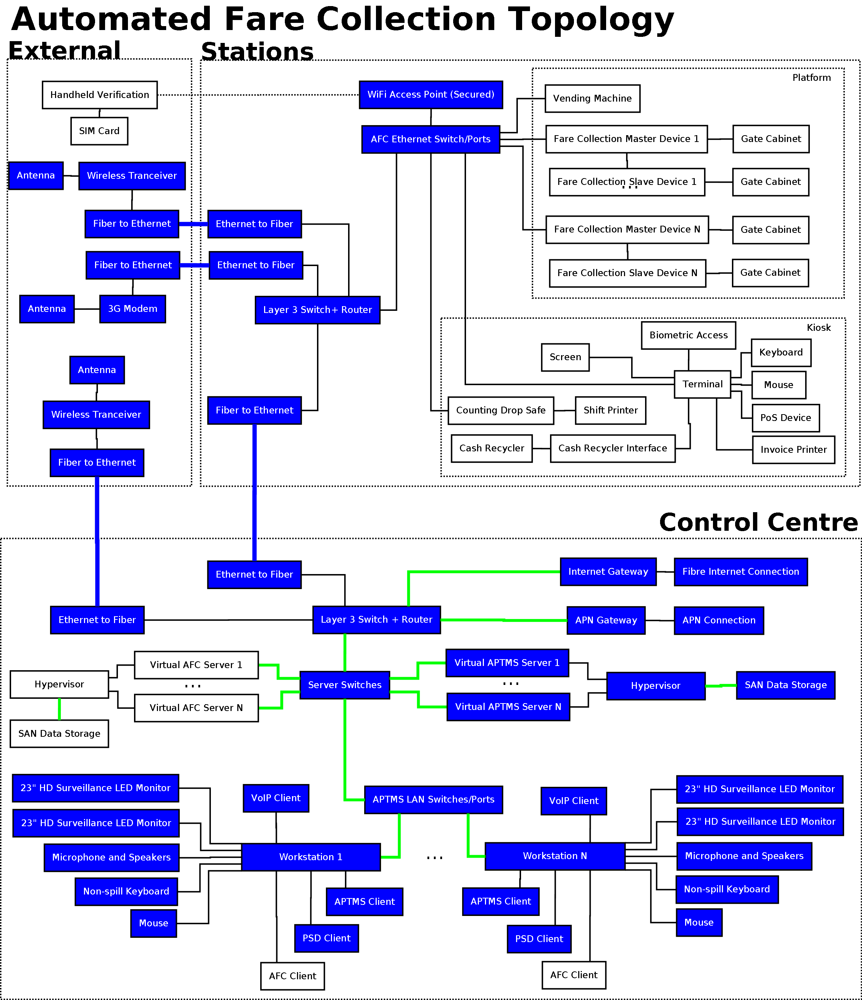 Automated Fare Collection Topology
External
Stations
Platform
Handheld Verification
WiFi Access Point (Secured)
Vending Machine
SIM Card
AFC Ethernet Switch/Ports
Fare Collection Master Device 1
Gate Cabinet
Antenna
Wireless Tranceiver
Fare Collection Slave Device 1
...
Gate Cabinet
Fiber to Ethernet
Ethernet to Fiber
Fare Collection Master Device N
Gate Cabinet
Fiber to Ethernet
Ethernet to Fiber
Fare Collection Slave Device N
Gate Cabinet
Antenna
3G Modem
Layer 3 Switch+ Router
Kiosk
Biometric Access
Screen
Keyboard
Antenna
Terminal
Mouse
Wireless Tranceiver
Fiber to Ethernet
Counting Drop Safe
Shift Printer
PoS Device
Cash Recycler
Cash Recycler Interface
Invoice Printer
Fiber to Ethernet
Control Centre
Ethernet to Fiber
Internet Gateway
Fibre Internet Connection
Ethernet to Fiber
Layer 3 Switch + Router
APN Gateway
APN Connection
Virtual AFC Server 1
Virtual APTMS Server 1
Hypervisor
...
Server Switches
...
Hypervisor
SAN Data Storage
Virtual AFC Server N
Virtual APTMS Server N
SAN Data Storage
23" HD Surveillance LED Monitor
VoIP Client
APTMS LAN Switches/Ports
VoIP Client
23" HD Surveillance LED Monitor
23" HD Surveillance LED Monitor
23" HD Surveillance LED Monitor
Microphone and Speakers
Workstation 1
...
Workstation N
Microphone and Speakers
Non-spill Keyboard
APTMS Client
APTMS Client
Non-spill Keyboard
Mouse
PSD Client
PSD Client
Mouse
AFC Client
AFC Client